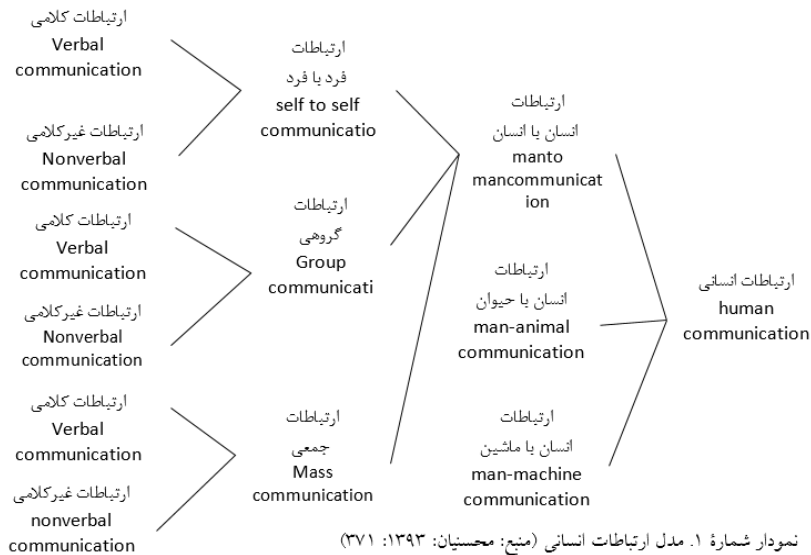 ارتباطات انسانی
human
communication
ارتباطات
انسان با انسان
manto
mancommunicat
ion
ارتباطات
انسان با حیوان
man-animal
communication
ارتباطات
انسان با ماشین
man-machine
communication
ارتباطات
فرد با فرد
self to self
communicatio
ارتباطات
گروهی
Group
communicati
ارتباطات
جمعی
Mass
communication
ارتباطات کلامی
Verbal
communication
ارتباطات غیرکلامی
Nonverbal
communication
ارتباطات کلامی
Verbal
communication
ارتباطات غیرکلامی
Nonverbal
communication
ارتباطات کلامی
Verbal
communication
ارتباطات غیرکلامی
nonverbal
communication
نمودار شمارهٔ ۱. مدل ارتباطات انسانی (منبع: محسنیان: ۱۳۹۳: ۳۷۱)